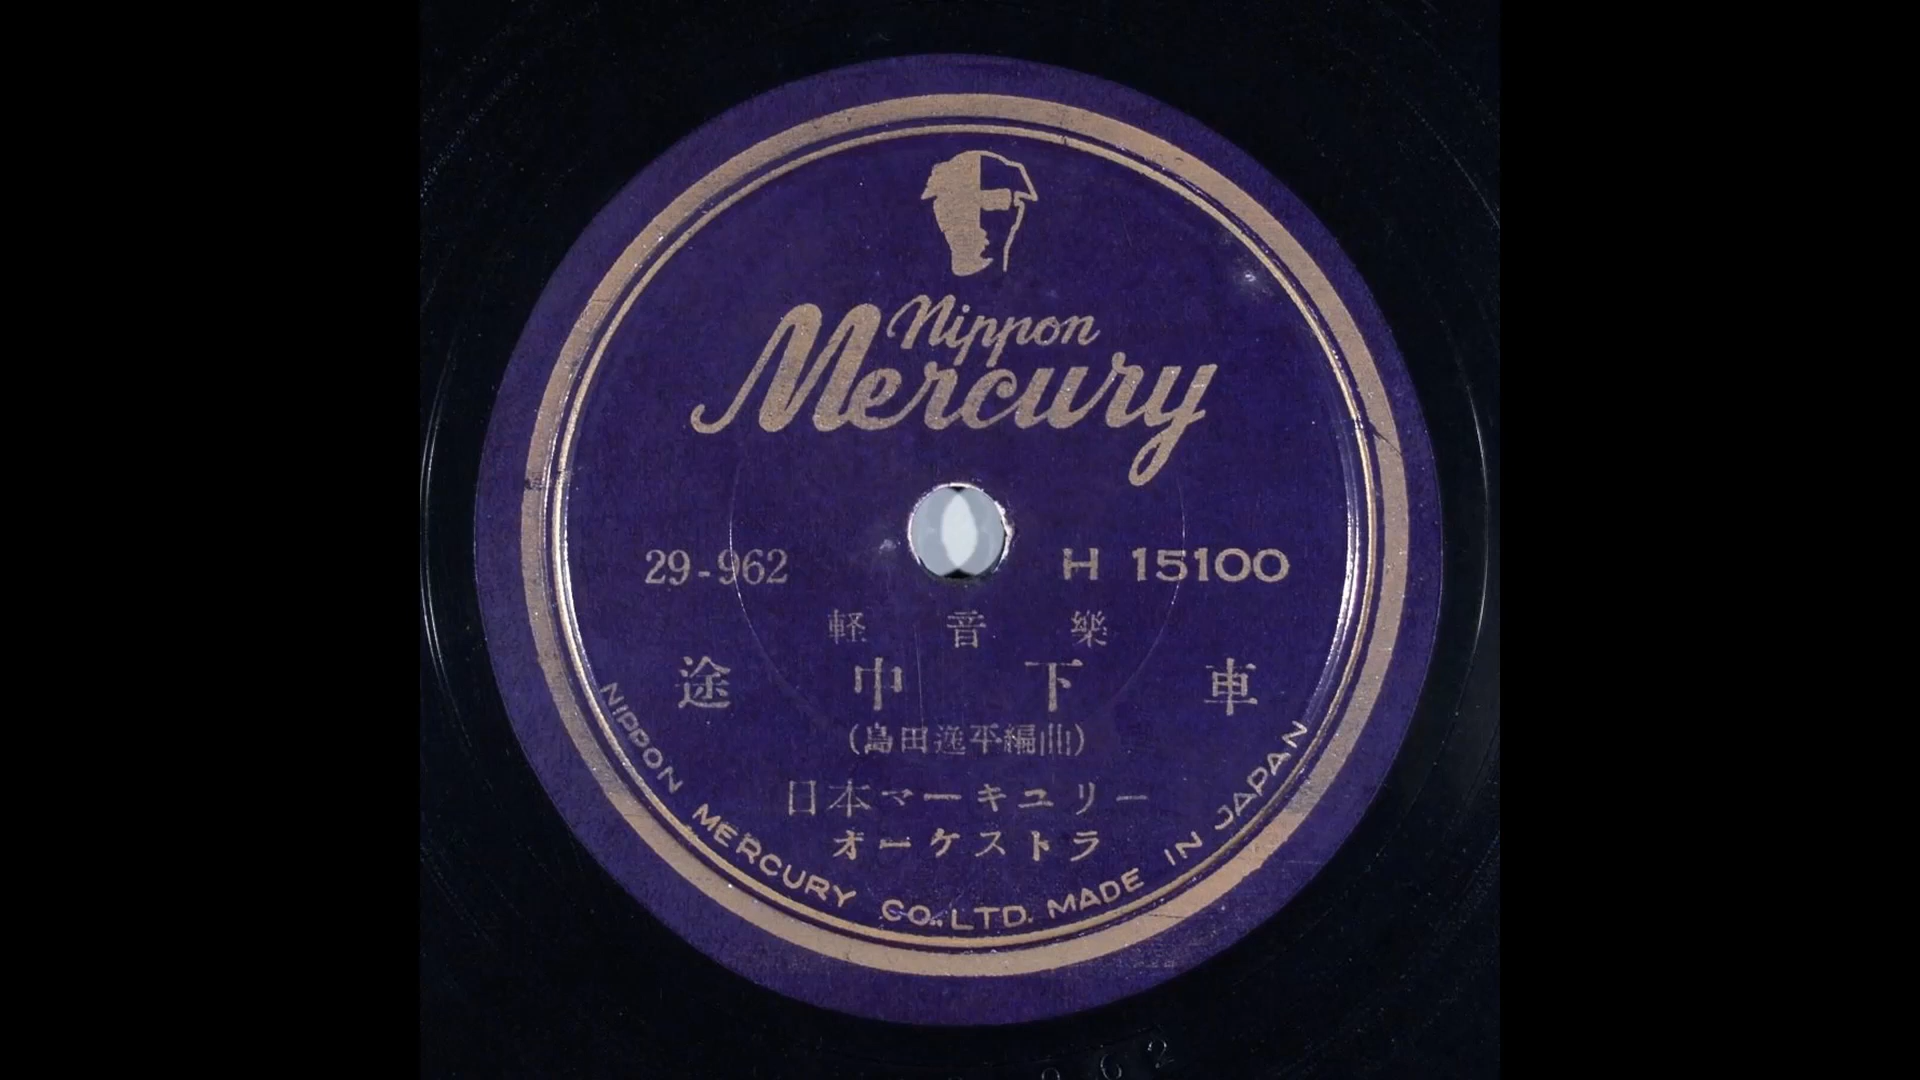 Nippon
Mercury
29-962
H 15100
軽音樂
途中下車
(島田逸平編曲)
日本マーキュリー
オーケストラ
NIPPON MERCURY CO., LTD. MADE IN JAPAN